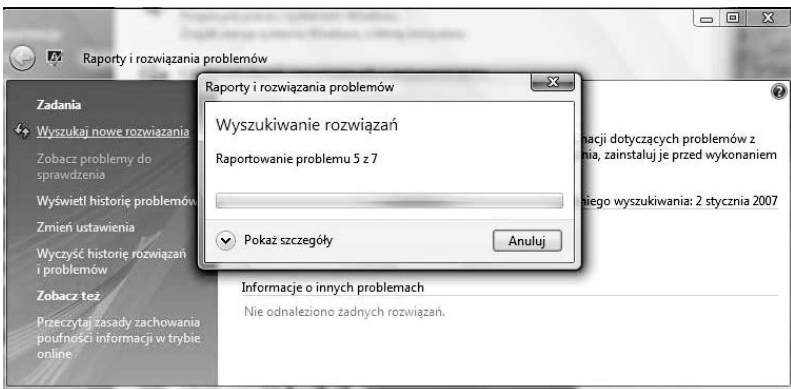 Raporty i rozwiązania problemów
Zadania
Wyszukaj nowe rozwiązania
Zobacz problemy do
sprawdzenia
Wyświetl historię problemów
Zmień ustawienia
Wyczyść historię rozwiązań
i problemów
Zobacz też
Przeczytaj zasady zachowania
poufności informacji w trybie
online
Raporty i rozwiązania problemów
Wyszukiwanie rozwiązań
Raportowanie problemu 5 z 7
Pokaż szczegóły
Anuluj
dotyczących problemów z
zainstaluj je przed wykonaniem
wyszukiwania: 2 stycznia 2007
Informacje o innych problemach
Nie odnaleziono żadnych rozwiązań.